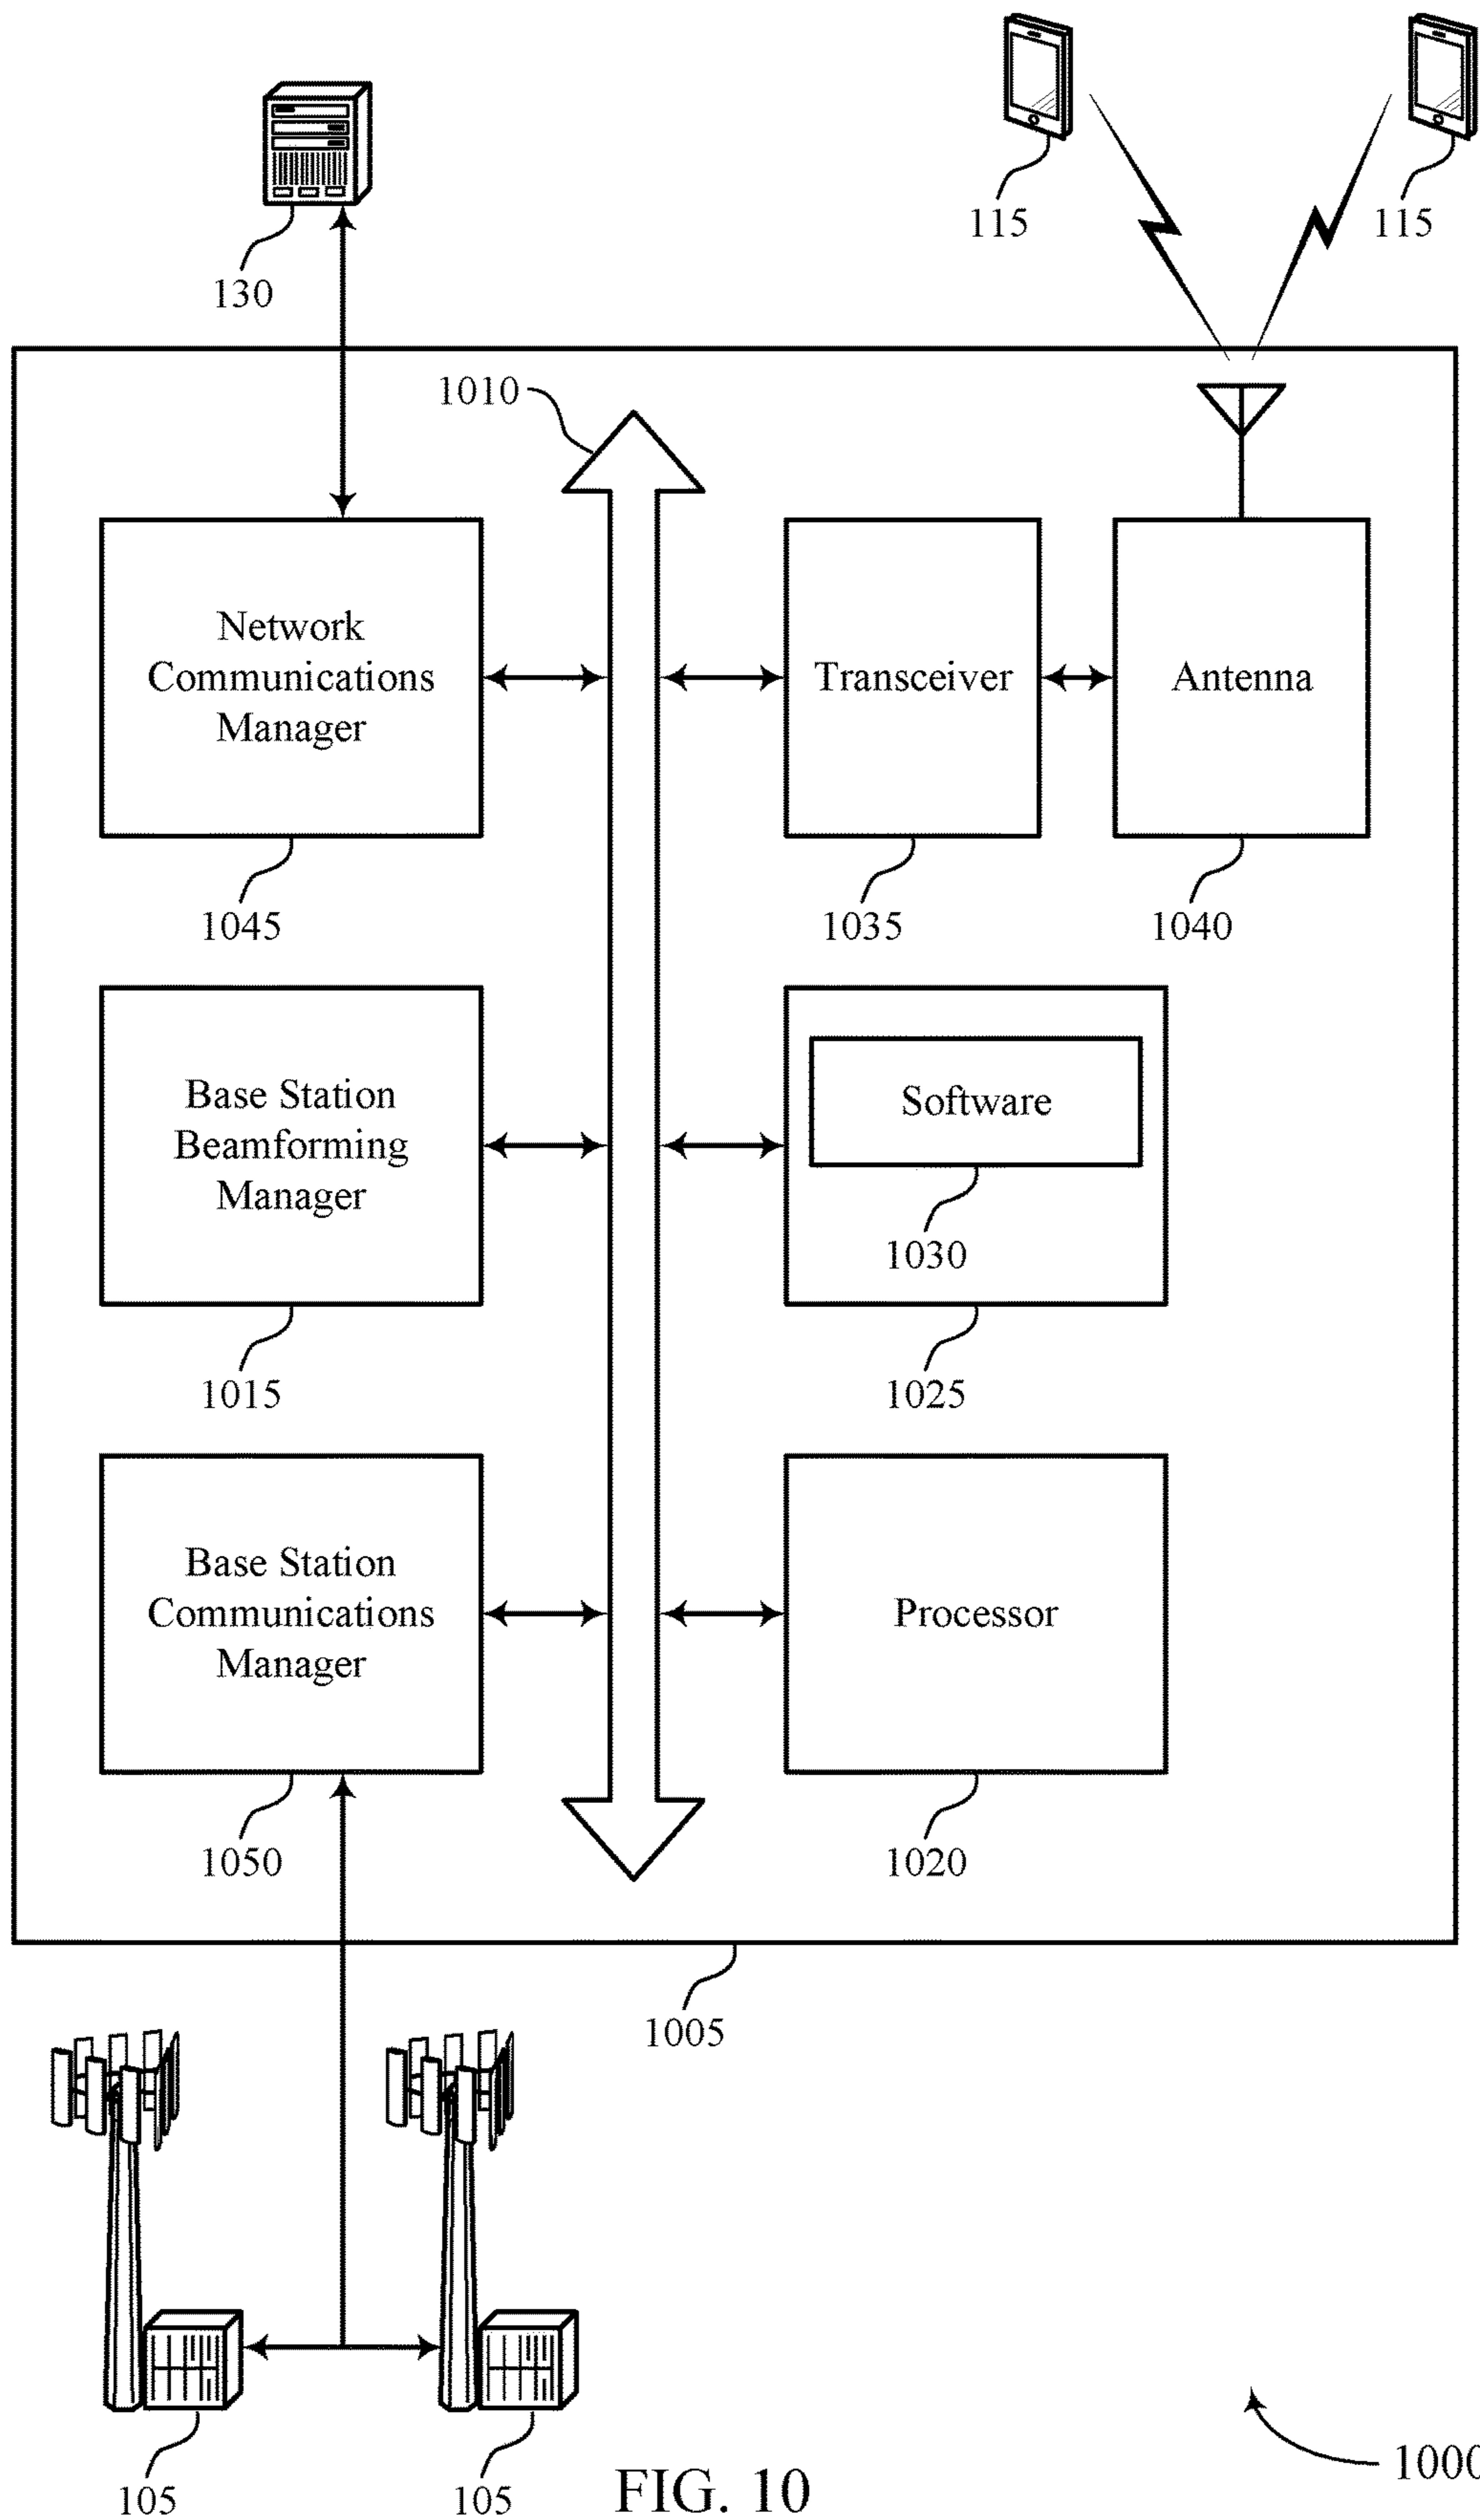 115
115
130
1010
Network
Communications
Manager
Transceiver
Antenna
1045
1035
1040
Base Station
Beamforming
Manager
Software
1030
1015
1025
Base Station
Communications
Manager
Processor
1050
1020
1005
105
105
FIG. 10
1000